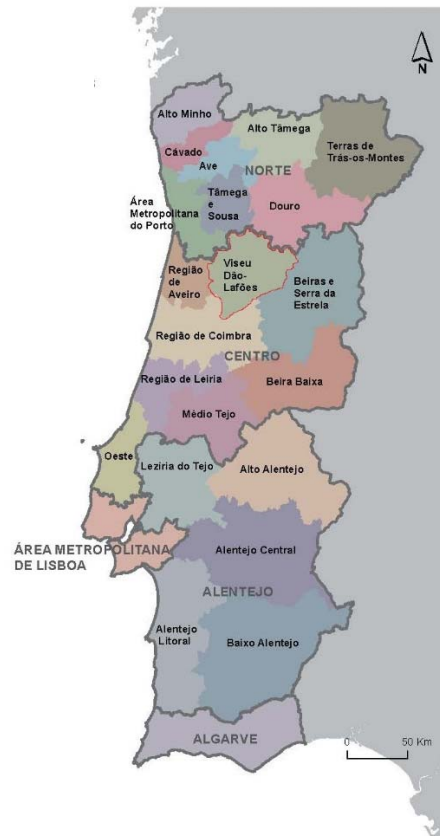 N
Alto Minho
Alto Tâmega
Terras de
Trás-os-Montes
Cávado
Ave
NORTE
Área
Metropolitana
do Porto
Tâmega
e
Sousa
Douro
Região
de
Aveiro
Viseu
Dão-
Lafões
Beiras e
Serra da
Estrela
Região de Coimbra
CENTRO
Região de Leiria
Beira Baixa
Médio Tejo
Oeste
Lezíria do Tejo
Alto Alentejo
ÁREA METROPOLITANA
DE LISBOA
Alentejo Central
ALENTEJO
Alentejo
Litoral
Baixo Alentejo
ALGARVE
0 50 Km